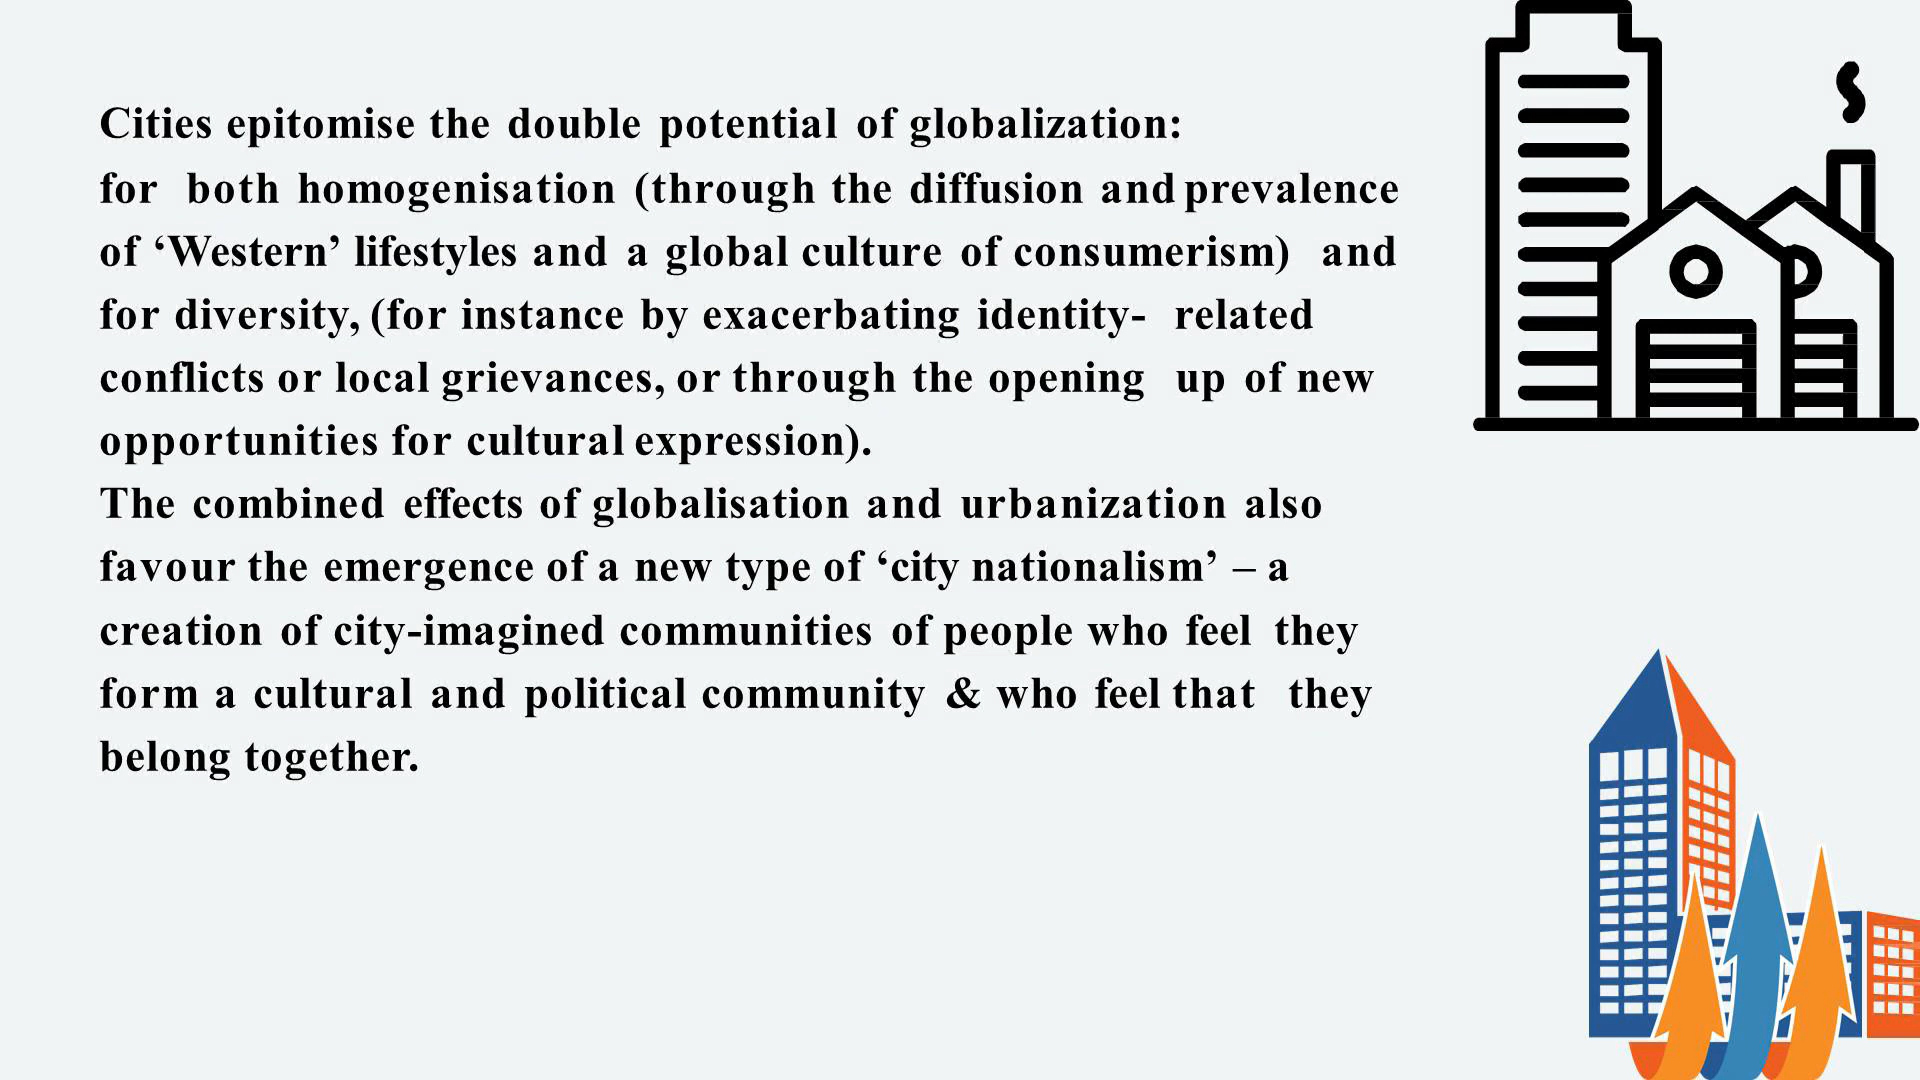 Cities epitomise the double potential of globalization:
for both homogenisation (through the diffusion and prevalence
of ‘Western’ lifestyles and a global culture of consumerism) and
for diversity, (for instance by exacerbating identity- related
conflicts or local grievances, or through the opening up of new
opportunities for cultural expression).
The combined effects of globalisation and urbanization also
favour the emergence of a new type of ‘city nationalism’ – a
creation of city-imagined communities of people who feel they
form a cultural and political community & who feel that they
belong together.